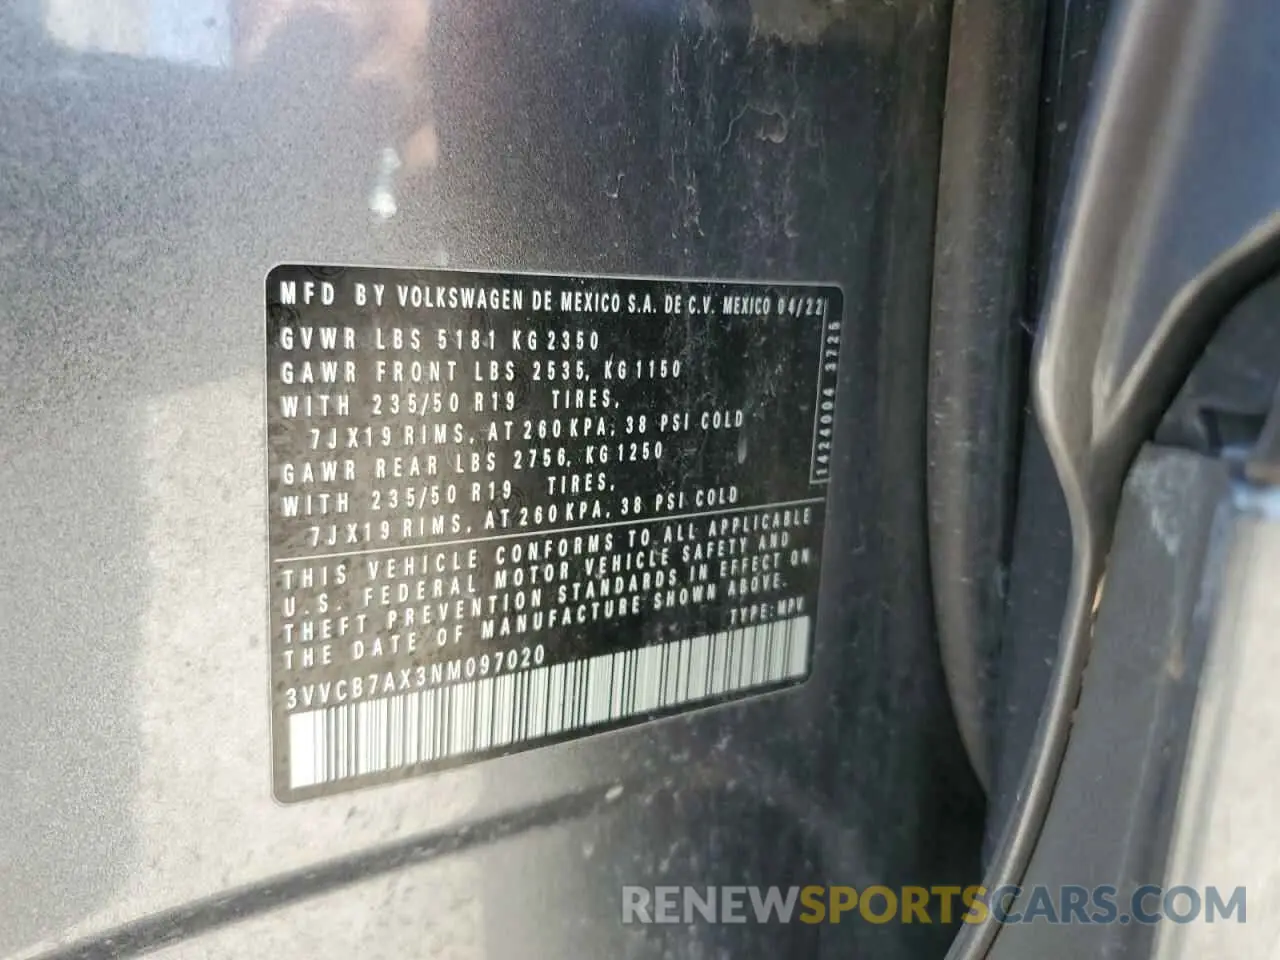 MFD BY VOLKSWAGEN DE MEXICO S.A. DE C.V. MEXICO 04/22
GVWR LBS 5181 KG 2350
GAWR FRONT LBS 2535, KG 1150
WITH 235/50 R19 TIRES,
7JX19 RIMS, AT 260 KPA, 38 PSI COLD
GAWR REAR LBS 2756, KG 1250
WITH 235/50 R19 TIRES,
7JX19 RIMS, AT 260 KPA, 38 PSI COLD
1424004 3726
THIS VEHICLE CONFORMS TO ALL APPLICABLE
U.S. FEDERAL MOTOR VEHICLE SAFETY AND
THEFT PREVENTION STANDARDS IN EFFECT ON
THE DATE OF MANUFACTURE SHOWN ABOVE.
3VVCB7AX3NM097020 TYPE: MPV
RENEWSPORTSCARS.COM